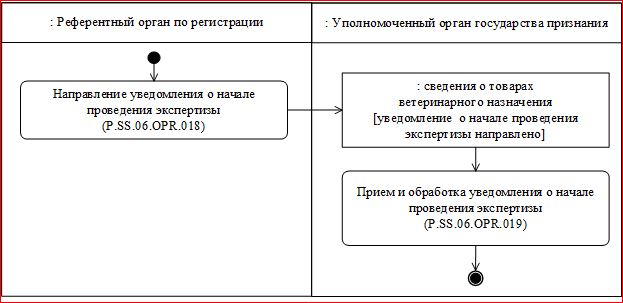 : Референтный орган по регистрации
: Уполномоченный орган государства признания
Направление уведомления о начале
проведения экспертизы
(P.SS.06.OPR.018)
: сведения о товарах
ветеринарного назначения
[уведомление о начале проведения
экспертизы направлено]
Прием и обработка уведомления о начале
проведения экспертизы
(P.SS.06.OPR.019)